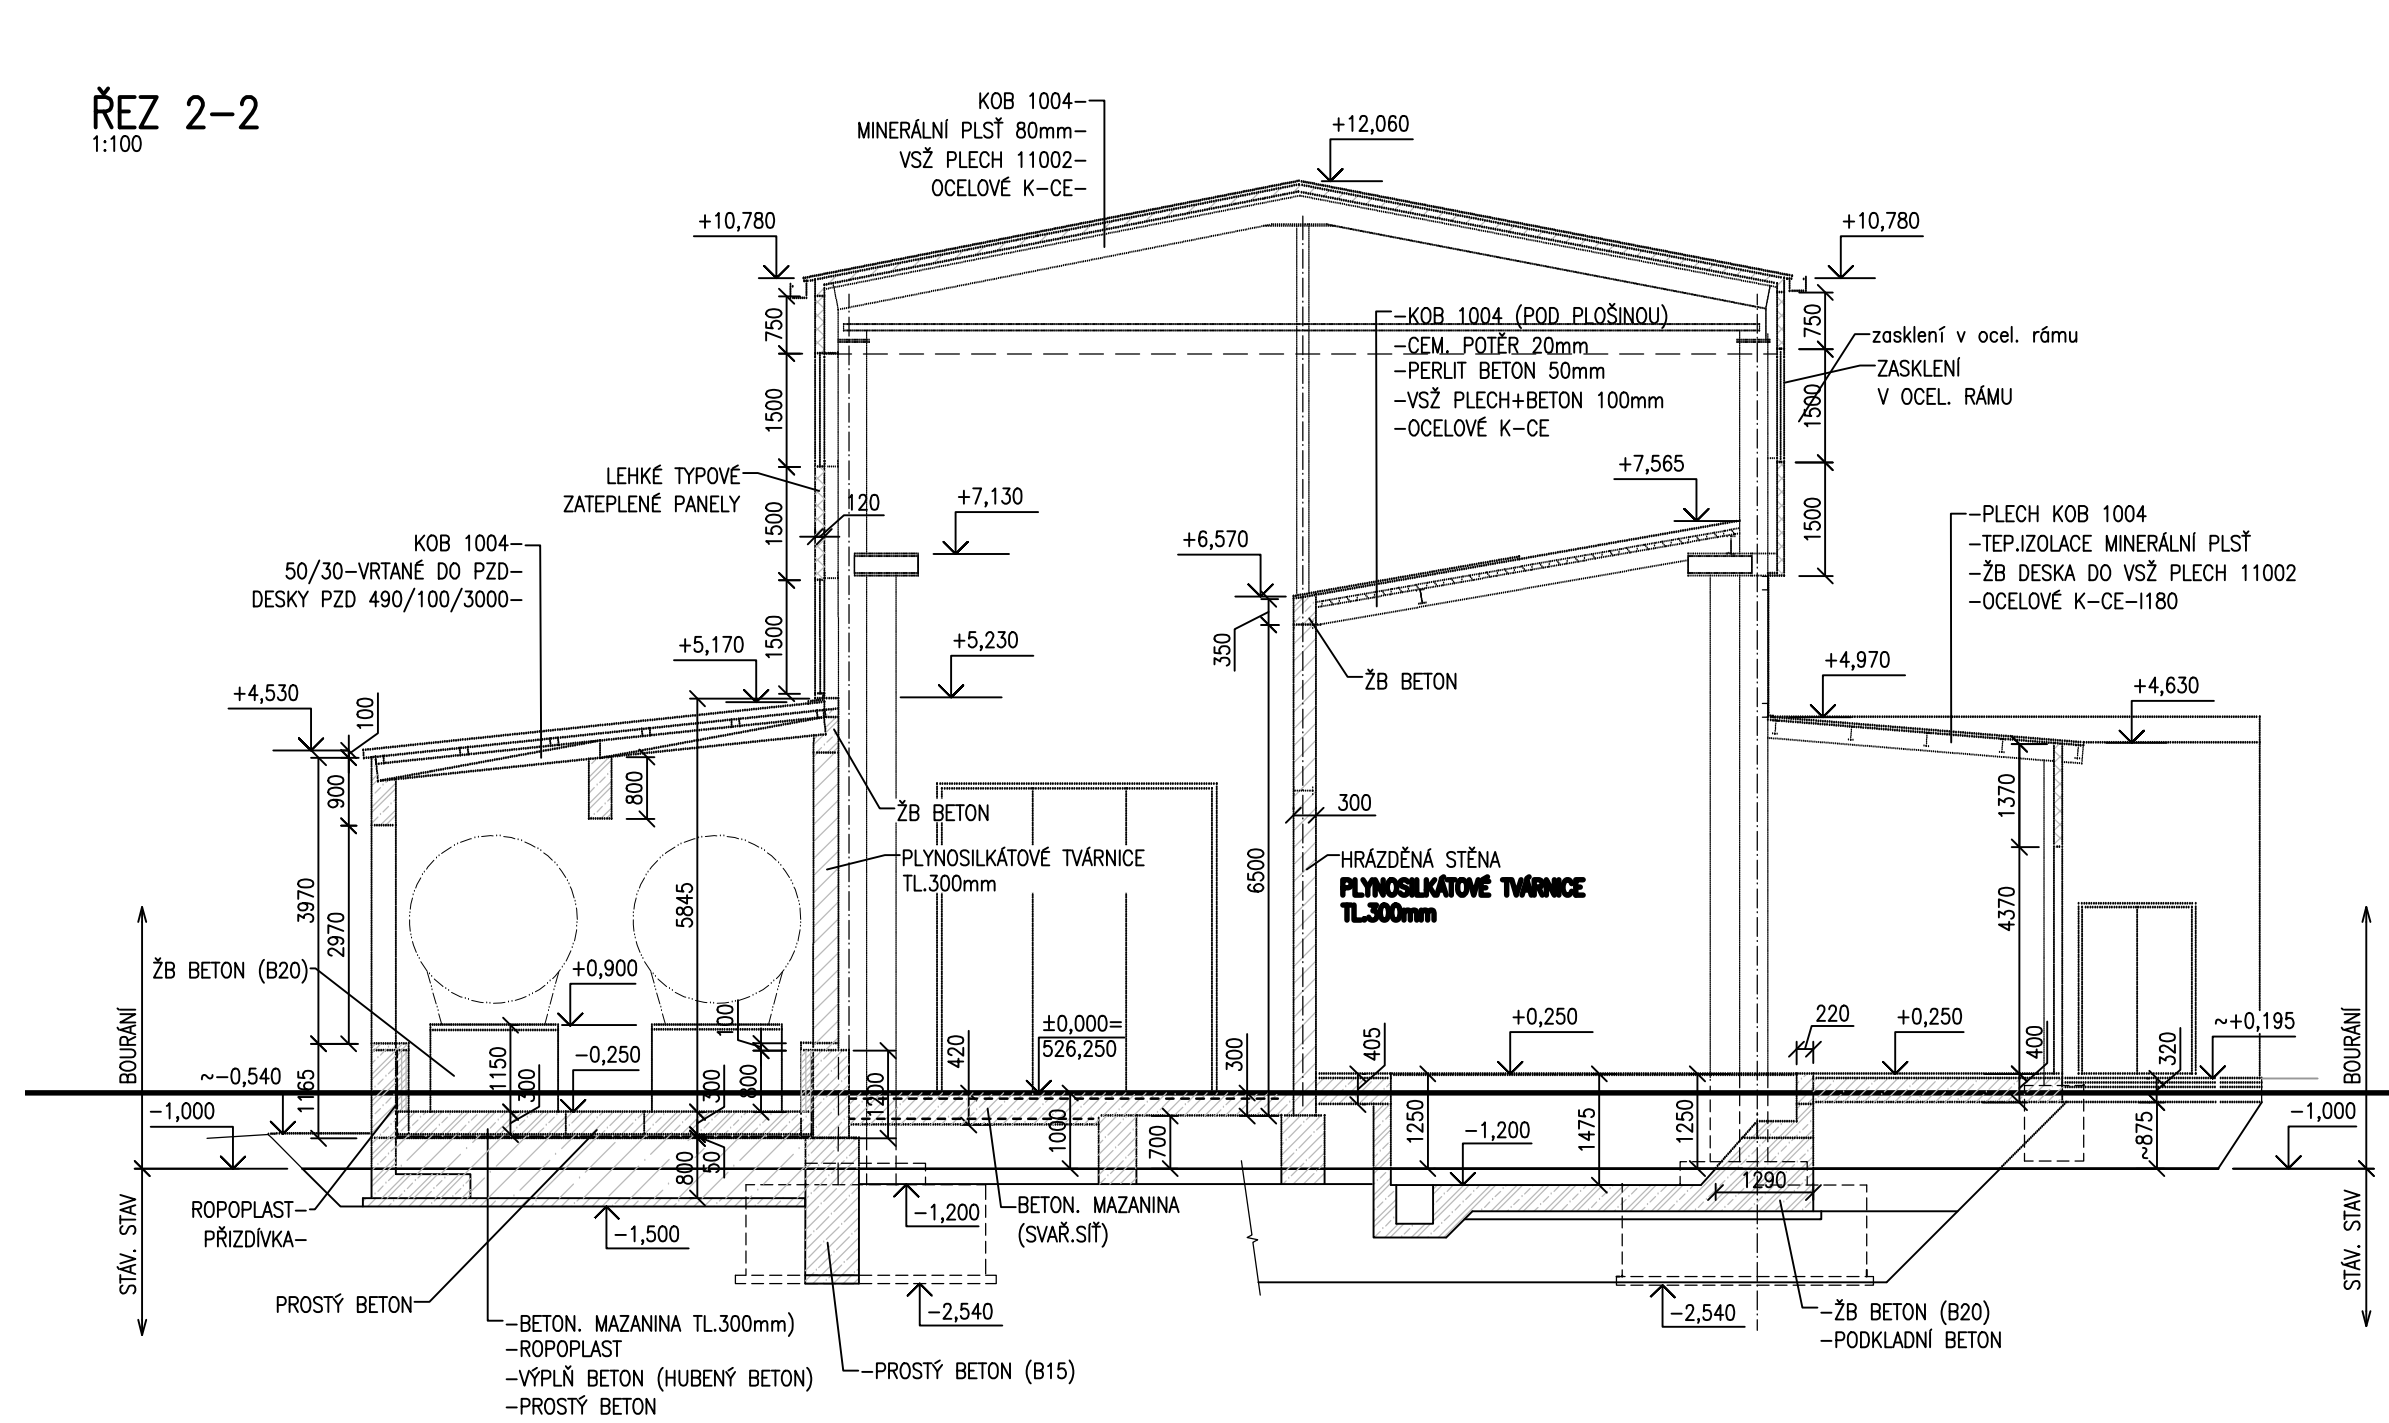 ŘEZ 2-2
1:100
KOB 1004-
MINERÁLNÍ PLSŤ 80mm-
VSŽ PLECH 11002-
OCELOVÉ K-CE-
+12,060
+10,780
+10,780
750
1500
1500
1500
-KOB 1004 (POD PLOŠINOU)
-CEM. POTĚR 20mm
-PERLIT BETON 50mm
-VSŽ PLECH+BETON 100mm
-OCELOVÉ K-CE
750
1500
1500
zasklení v ocel. rámu
ZASKLENÍ
V OCEL. RÁMU
LEHKÉ TYPOVÉ
ZATEPLENÉ PANELY
120
+7,130
+7,565
+6,570
350
ŽB BETON
-PLECH KOB 1004
-TEP.IZOLACE MINERÁLNÍ PLSŤ
-ŽB DESKA DO VSŽ PLECH 11002
-OCELOVÉ K-CE-I180
KOB 1004-
50/30-VRTANÉ DO PZD-
DESKY PZD 490/100/3000-
+5,170
+5,230
+4,530
100
+4,970
+4,630
900
800
ŽB BETON
300
1370
PLYNOSILKÁTOVÉ TVÁRNICE
TL.300mm
HRÁZDĚNÁ STĚNA
PLYNOSILKÁTOVÉ TVÁRNICE
TL.300mm
3970
2970
5845
6500
4370
ŽB BETON (B20)
+0,900
-0,250
100
±0,000=
526,250
420
300
405
+0,250
220
+0,250
400
320
~+0,195
BOURÁNÍ
BOURÁNÍ
~-0,540
-1,000
1165
1150
300
300
800
1200
1000
700
1250
-1,200
1475
1250
1290
~875
-1,000
800
50
STÁV. STAV
STÁV. STAV
ROPOPLAST-
PŘIZDÍVKA-
-1,500
-1,200
BETON. MAZANINA
(SVAŘ.SÍŤ)
PROSTÝ BETON
-2,540
-2,540
-BETON. MAZANINA TL.300mm)
-ROPOPLAST
-VÝPLŇ BETON (HUBENÝ BETON)
-PROSTÝ BETON
-PROSTÝ BETON (B15)
-ŽB BETON (B20)
-PODKLADNÍ BETON